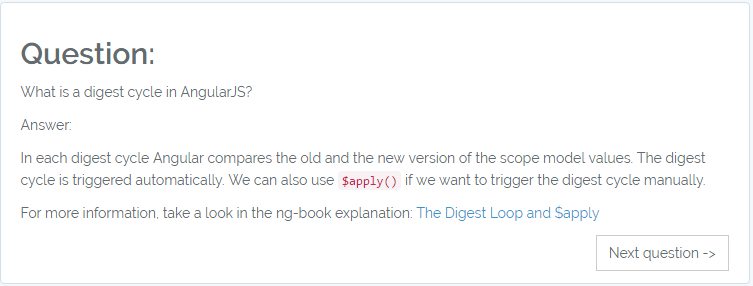 Question:
What is a digest cycle in AngularJS?
Answer:
In each digest cycle Angular compares the old and the new version of the scope model values. The digest
cycle is triggered automatically. We can also use $apply() if we want to trigger the digest cycle manually.
For more information, take a look in the ng-book explanation: The Digest Loop and $apply
Next question ->